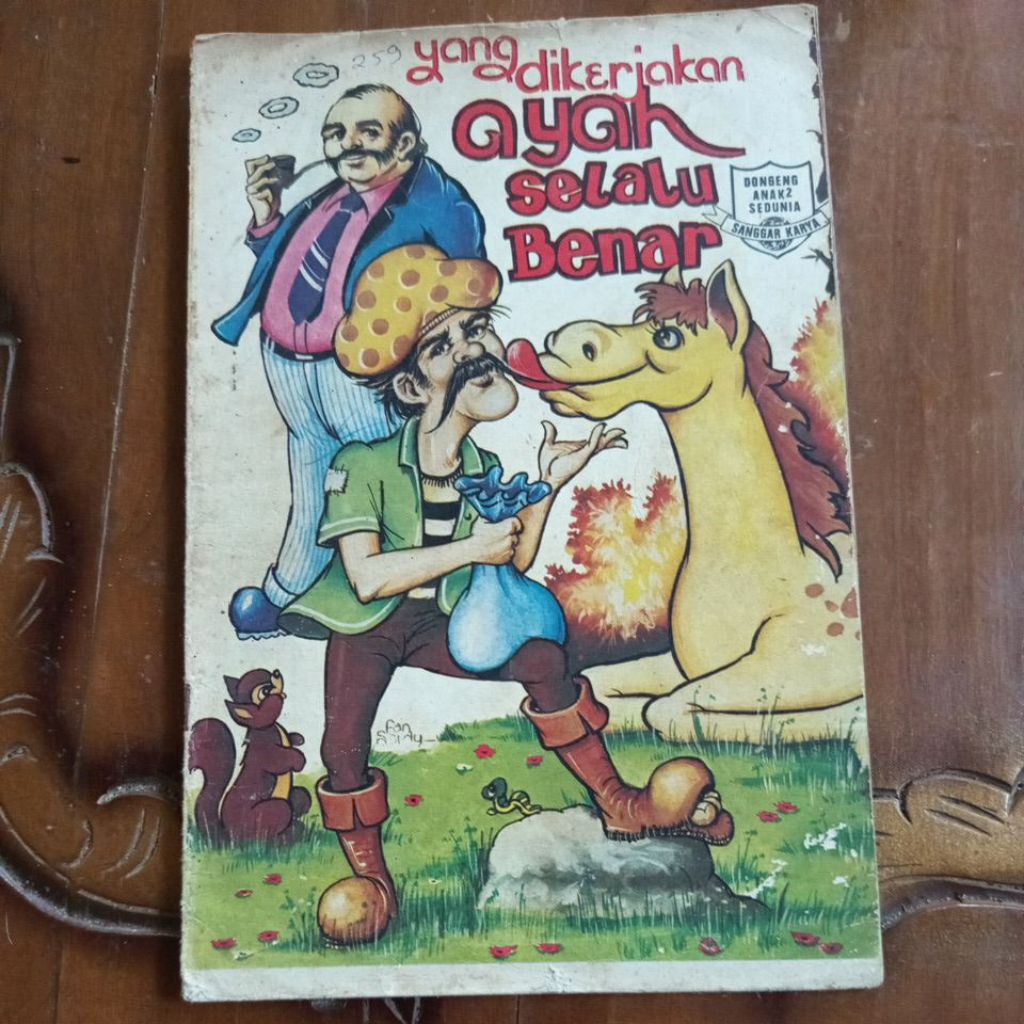 259
yang
dikerjakan
ayah
selalu
Benar
DONGENG
ANAK2
SEDUNIA
SANGGAR KARYA